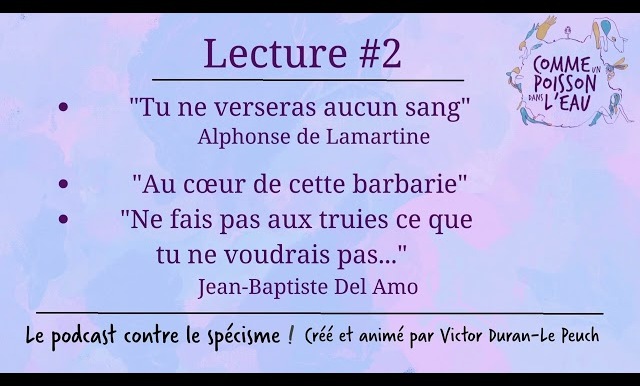 Lecture #2
COMME UN
POISSON
DANS L'EAU
• "Tu ne verseras aucun sang"
Alphonse de Lamartine
• "Au cœur de cette barbarie"
• "Ne fais pas aux truies ce que
tu ne voudrais pas..."
Jean-Baptiste Del Amo
Le podcast contre le spécisme ! Créé et animé par Victor Duran-Le Peuch